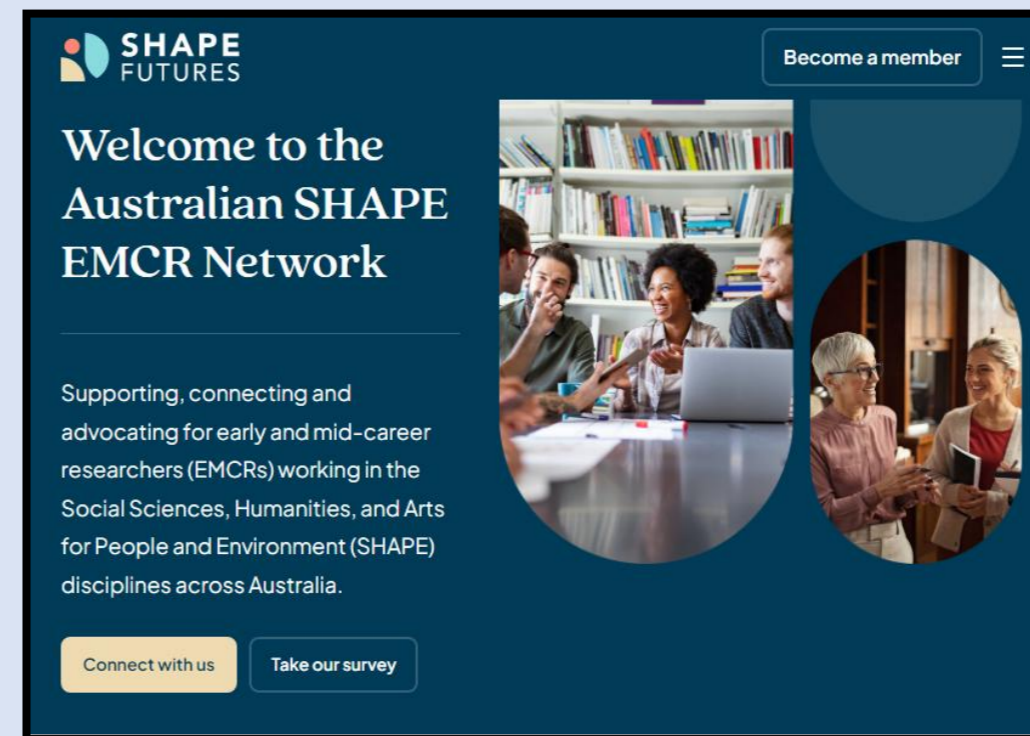 SHAPE
FUTURES
Become a member
Welcome to the
Australian SHAPE
EMCR Network
Supporting, connecting and
advocating for early and mid-career
researchers (EMCRs) working in the
Social Sciences, Humanities, and Arts
for People and Environment (SHAPE)
disciplines across Australia.
Connect with us
Take our survey